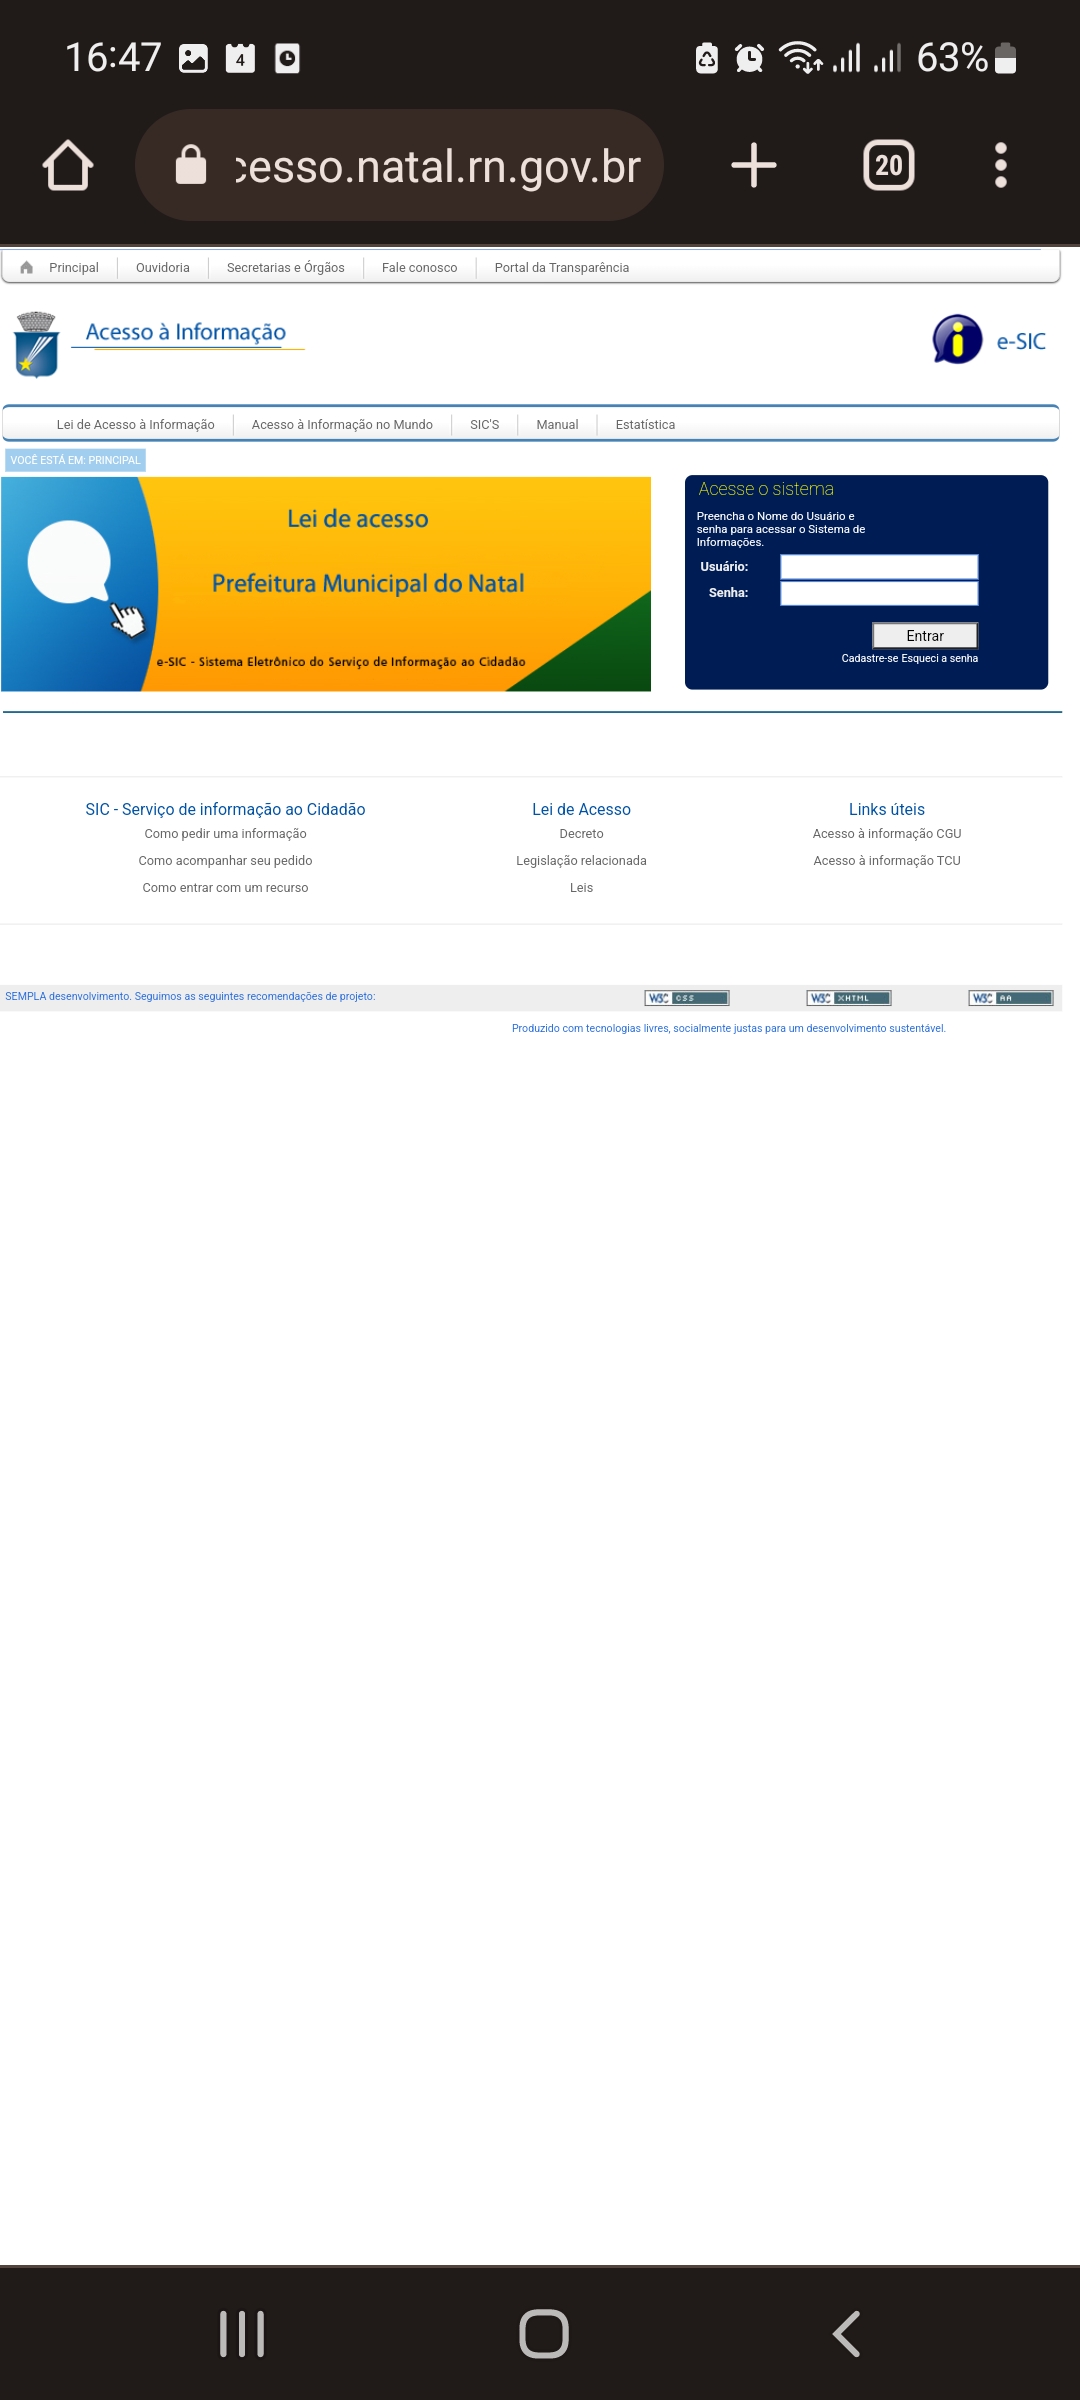 16:47
4
63%
cesso.natal.rn.gov.br
20
Principal
Ouvidoria
Secretarias e Órgãos
Fale conosco
Portal da Transparência
Acesso à Informação
e-SIC
Lei de Acesso à Informação
Acesso à Informação no Mundo
SIC'S
Manual
Estatística
VOCÊ ESTÁ EM: PRINCIPAL
Lei de acesso
Prefeitura Municipal do Natal
e-SIC - Sistema Eletrônico do Serviço de Informação ao Cidadão
Acesse o sistema
Preencha o Nome do Usuário e
senha para acessar o Sistema de
Informações.
Usuário:
Senha:
Entrar
Cadastre-se Esqueci a senha
SIC - Serviço de informação ao Cidadão
Como pedir uma informação
Como acompanhar seu pedido
Como entrar com um recurso
Lei de Acesso
Decreto
Legislação relacionada
Leis
Links úteis
Acesso à informação CGU
Acesso à informação TCU
SEMPLA desenvolvimento. Seguimos as seguintes recomendações de projeto:
W3C CSS
W3C XHTML
W3C AA
Produzido com tecnologias livres, socialmente justas para um desenvolvimento sustentável.